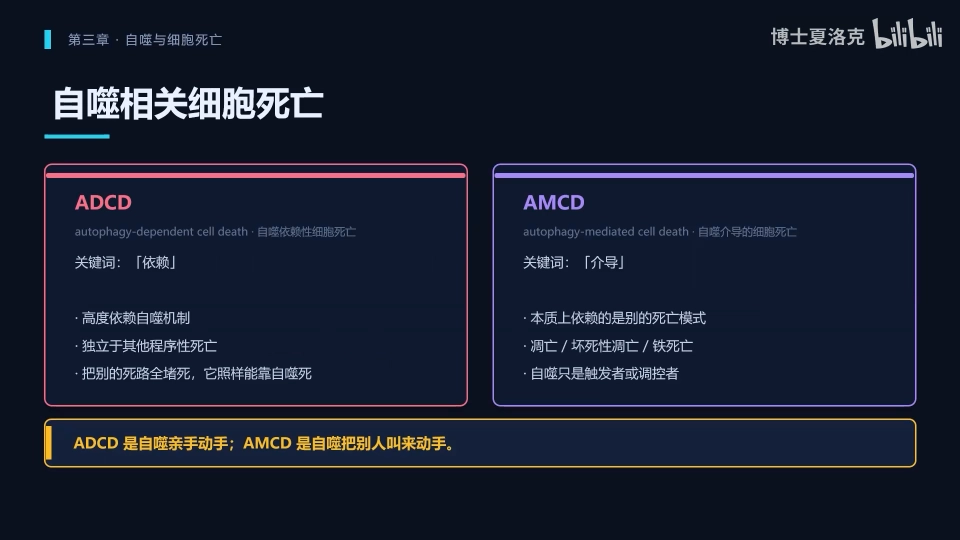 第三章 · 自噬与细胞死亡
博士夏洛克 bilibili
自噬相关细胞死亡
ADCD
autophagy-dependent cell death · 自噬依赖性细胞死亡
关键词：「依赖」
· 高度依赖自噬机制
· 独立于其他程序性死亡
· 把别的死路全堵死，它照样能靠自噬死
AMCD
autophagy-mediated cell death · 自噬介导的细胞死亡
关键词：「介导」
· 本质上依赖的是别的死亡模式
· 凋亡 / 坏死性凋亡 / 铁死亡
· 自噬只是触发者或调控者
ADCD 是自噬亲手动手；AMCD 是自噬把别人叫来动手。